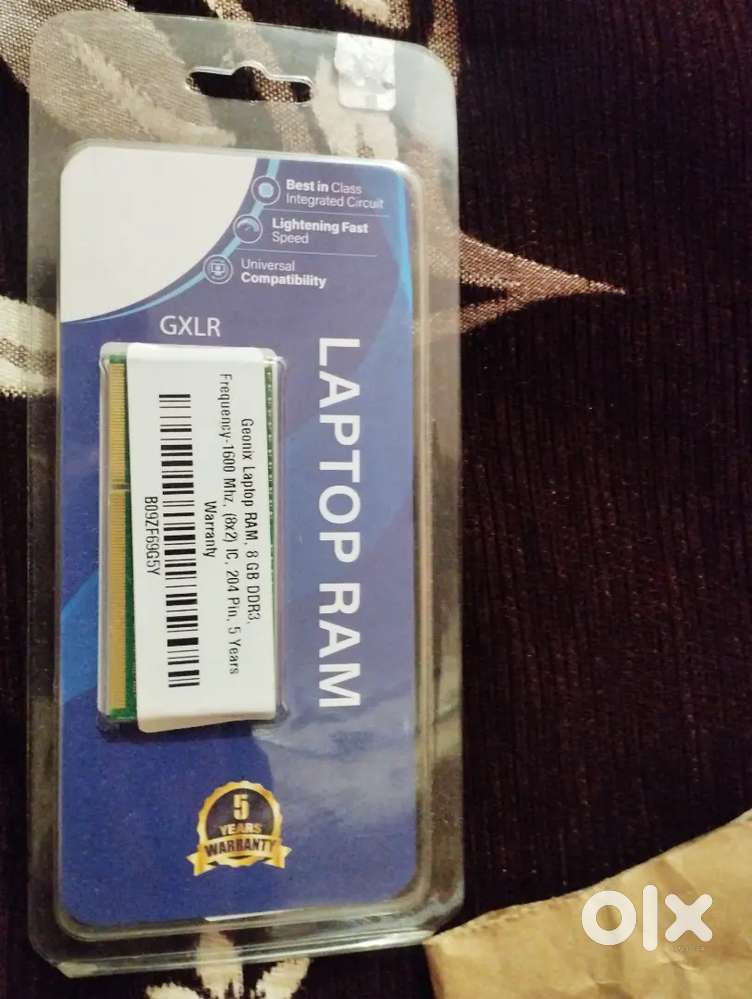 Best in Class
Integrated Circuit
Lightening Fast
Speed
Universal
Compatibility
GXLR
LAPTOP RAM
Geonix Laptop RAM, 8 GB DDR3,
Frequency-1600 Mhz, (8x2) IC, 204 Pin, 5 Years
Warranty
B09ZF69G5Y
5
YEARS
WARRANTY
olx